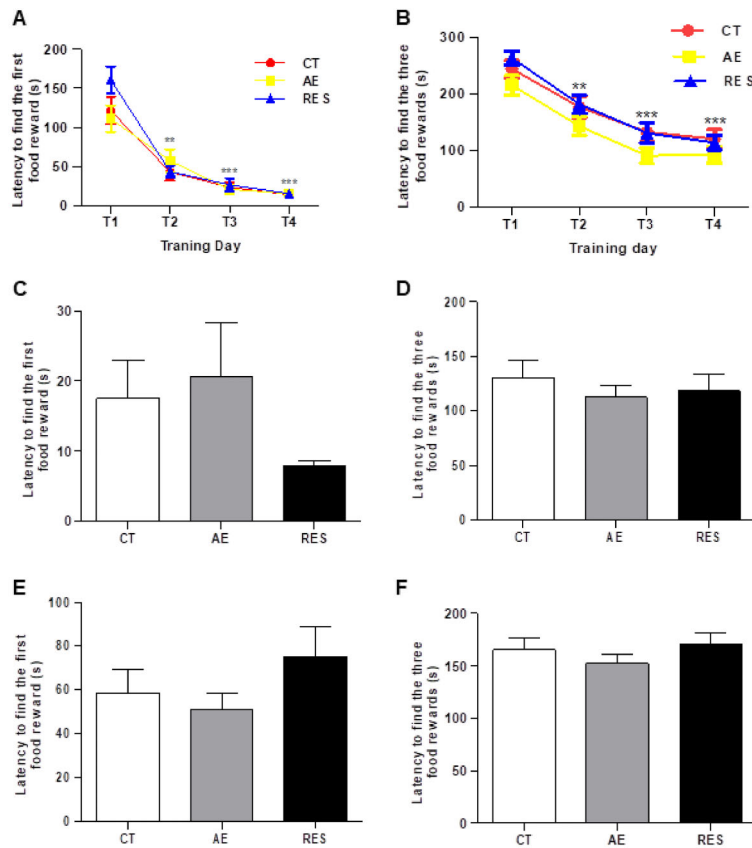 A
Latency to find the first
food reward (s)
200
150
100
50
0
CT
AE
RES
**
***
***
T1 T2 T3 T4
Traning Day
B
Latency to find the three
food rewards (s)
300
200
100
0
CT
AE
RES
**
***
***
T1 T2 T3 T4
Training day
C
Latency to find the first
food reward (s)
30
20
10
0
CT AE RES
D
Latency to find the three
food rewards (s)
200
150
100
50
0
CT AE RES
E
Latency to find the first
food reward (s)
100
80
60
40
20
0
CT AE RES
F
Latency to find the three
food rewards (s)
200
150
100
50
0
CT AE RES